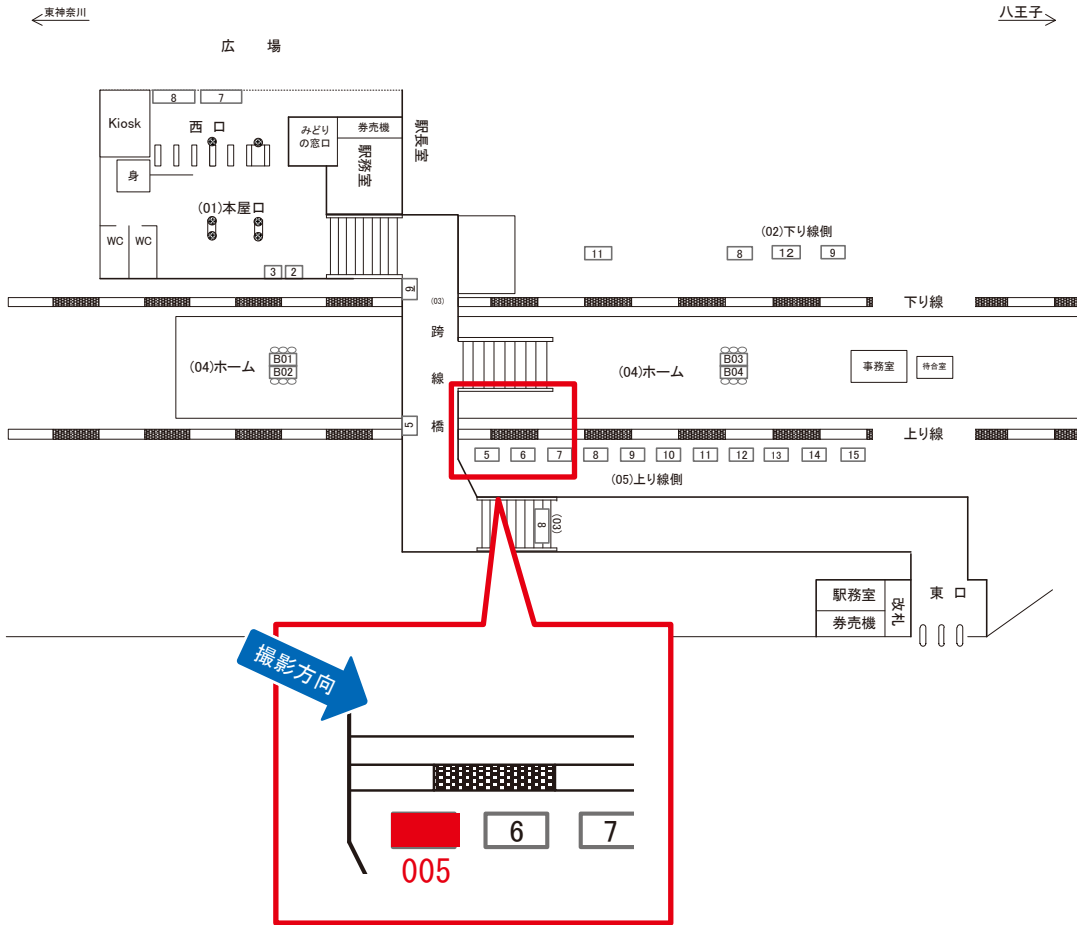 東神奈川
八王子
広 場
8
7
Kiosk
西 口
みどり
の窓口
券売機
駅務室
駅長室
身
(01)本屋口
WC
WC
3
2
(02)下り線側
11
8
12
9
9
(03)
跨線橋
下り線
(04)ホーム
B01
B02
(04)ホーム
B03
B04
事務室
待合室
5
上り線
5
6
7
8
9
10
11
12
13
14
15
(05)上り線側
8
(03)
駅務室
券売機
改札
東 口
撮影方向
6
7
005